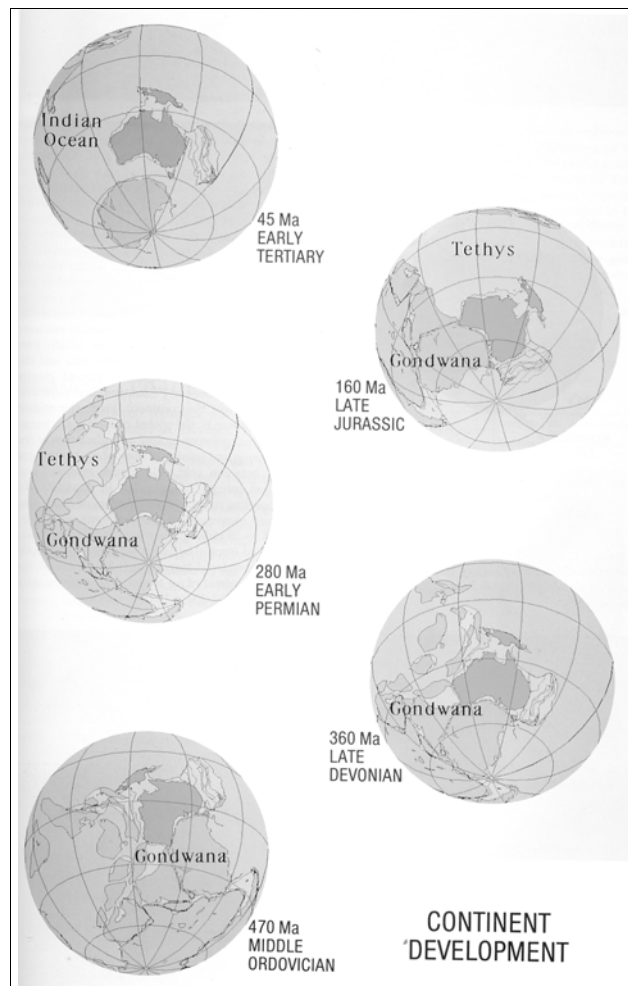 Indian
Ocean
45 Ma
EARLY
TERTIARY
Tethys
Gondwana
160 Ma
LATE
JURASSIC
Tethys
Gondwana
280 Ma
EARLY
PERMIAN
Gondwana
360 Ma
LATE
DEVONIAN
Gondwana
470 Ma
MIDDLE
ORDOVICIAN
CONTINENT
DEVELOPMENT